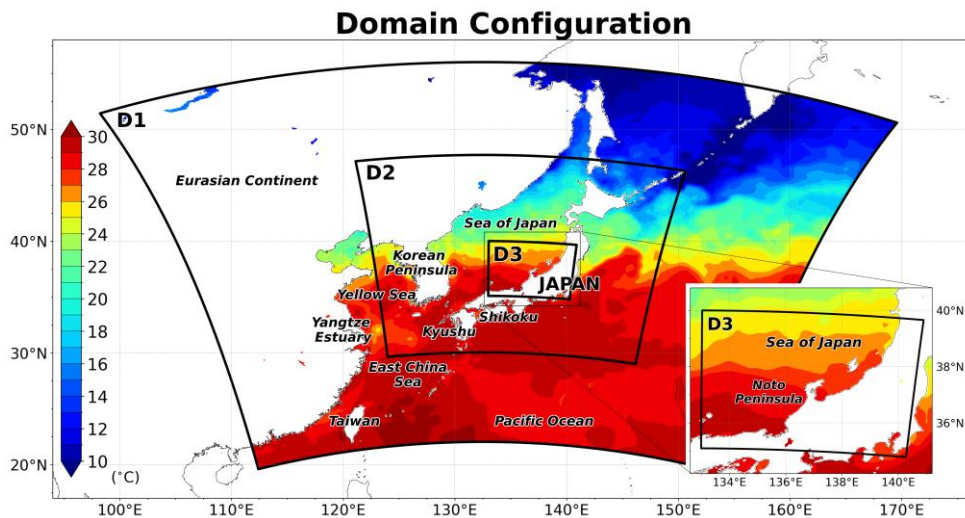 Domain Configuration
D1
50°N
40°N
30°N
20°N
30
28
26
24
22
20
18
16
14
12
10
(°C)
Eurasian Continent
D2
Sea of Japan
Korean
Peninsula
D3
JAPAN
Yellow Sea
Shikoku
Yangtze
Estuary
Kyushu
East China
Sea
Taiwan
Pacific Ocean
D3
Sea of Japan
Noto
Peninsula
40°N
38°N
36°N
134°E
136°E
138°E
140°E
100°E
110°E
120°E
130°E
140°E
150°E
160°E
170°E